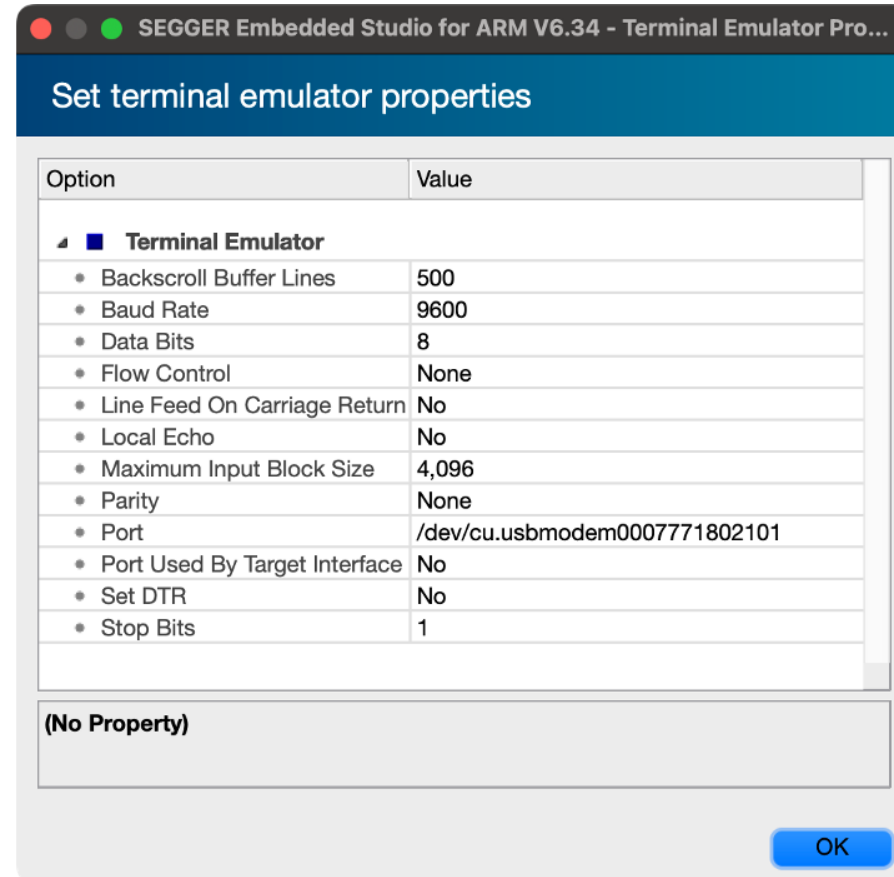 SEGGER Embedded Studio for ARM V6.34 - Terminal Emulator Pro...
Set terminal emulator properties
Option Value
Terminal Emulator
Backscroll Buffer Lines 500
Baud Rate 9600
Data Bits 8
Flow Control None
Line Feed On Carriage Return No
Local Echo No
Maximum Input Block Size 4,096
Parity None
Port /dev/cu.usbmodem0007771802101
Port Used By Target Interface No
Set DTR No
Stop Bits 1
(No Property)
OK